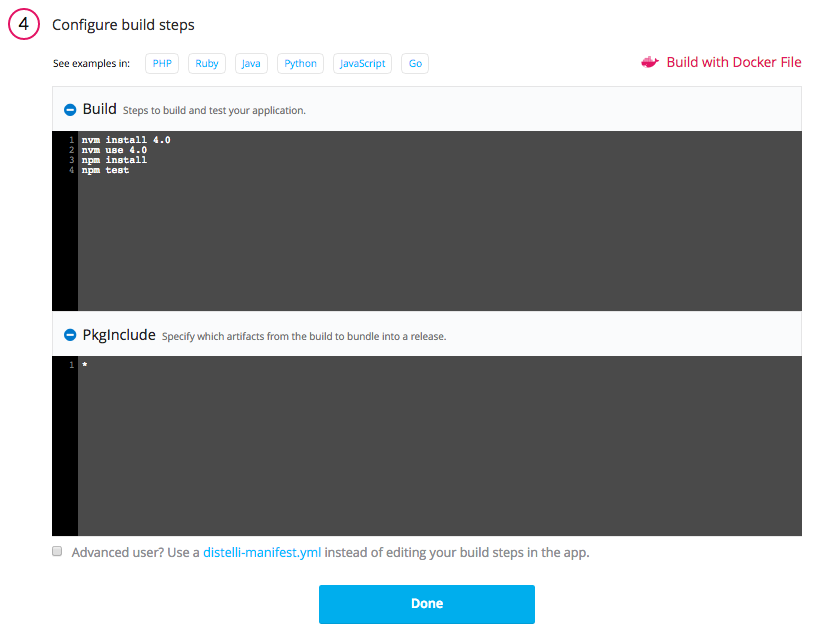 4 Configure build steps
See examples in: PHP Ruby Java Python JavaScript Go Build with Docker File
Build Steps to build and test your application.
1 nvm install 4.0
2 nvm use 4.0
3 npm install
4 npm test
PkgInclude Specify which artifacts from the build to bundle into a release.
1 *
Advanced user? Use a distelli-manifest.yml instead of editing your build steps in the app.
Done